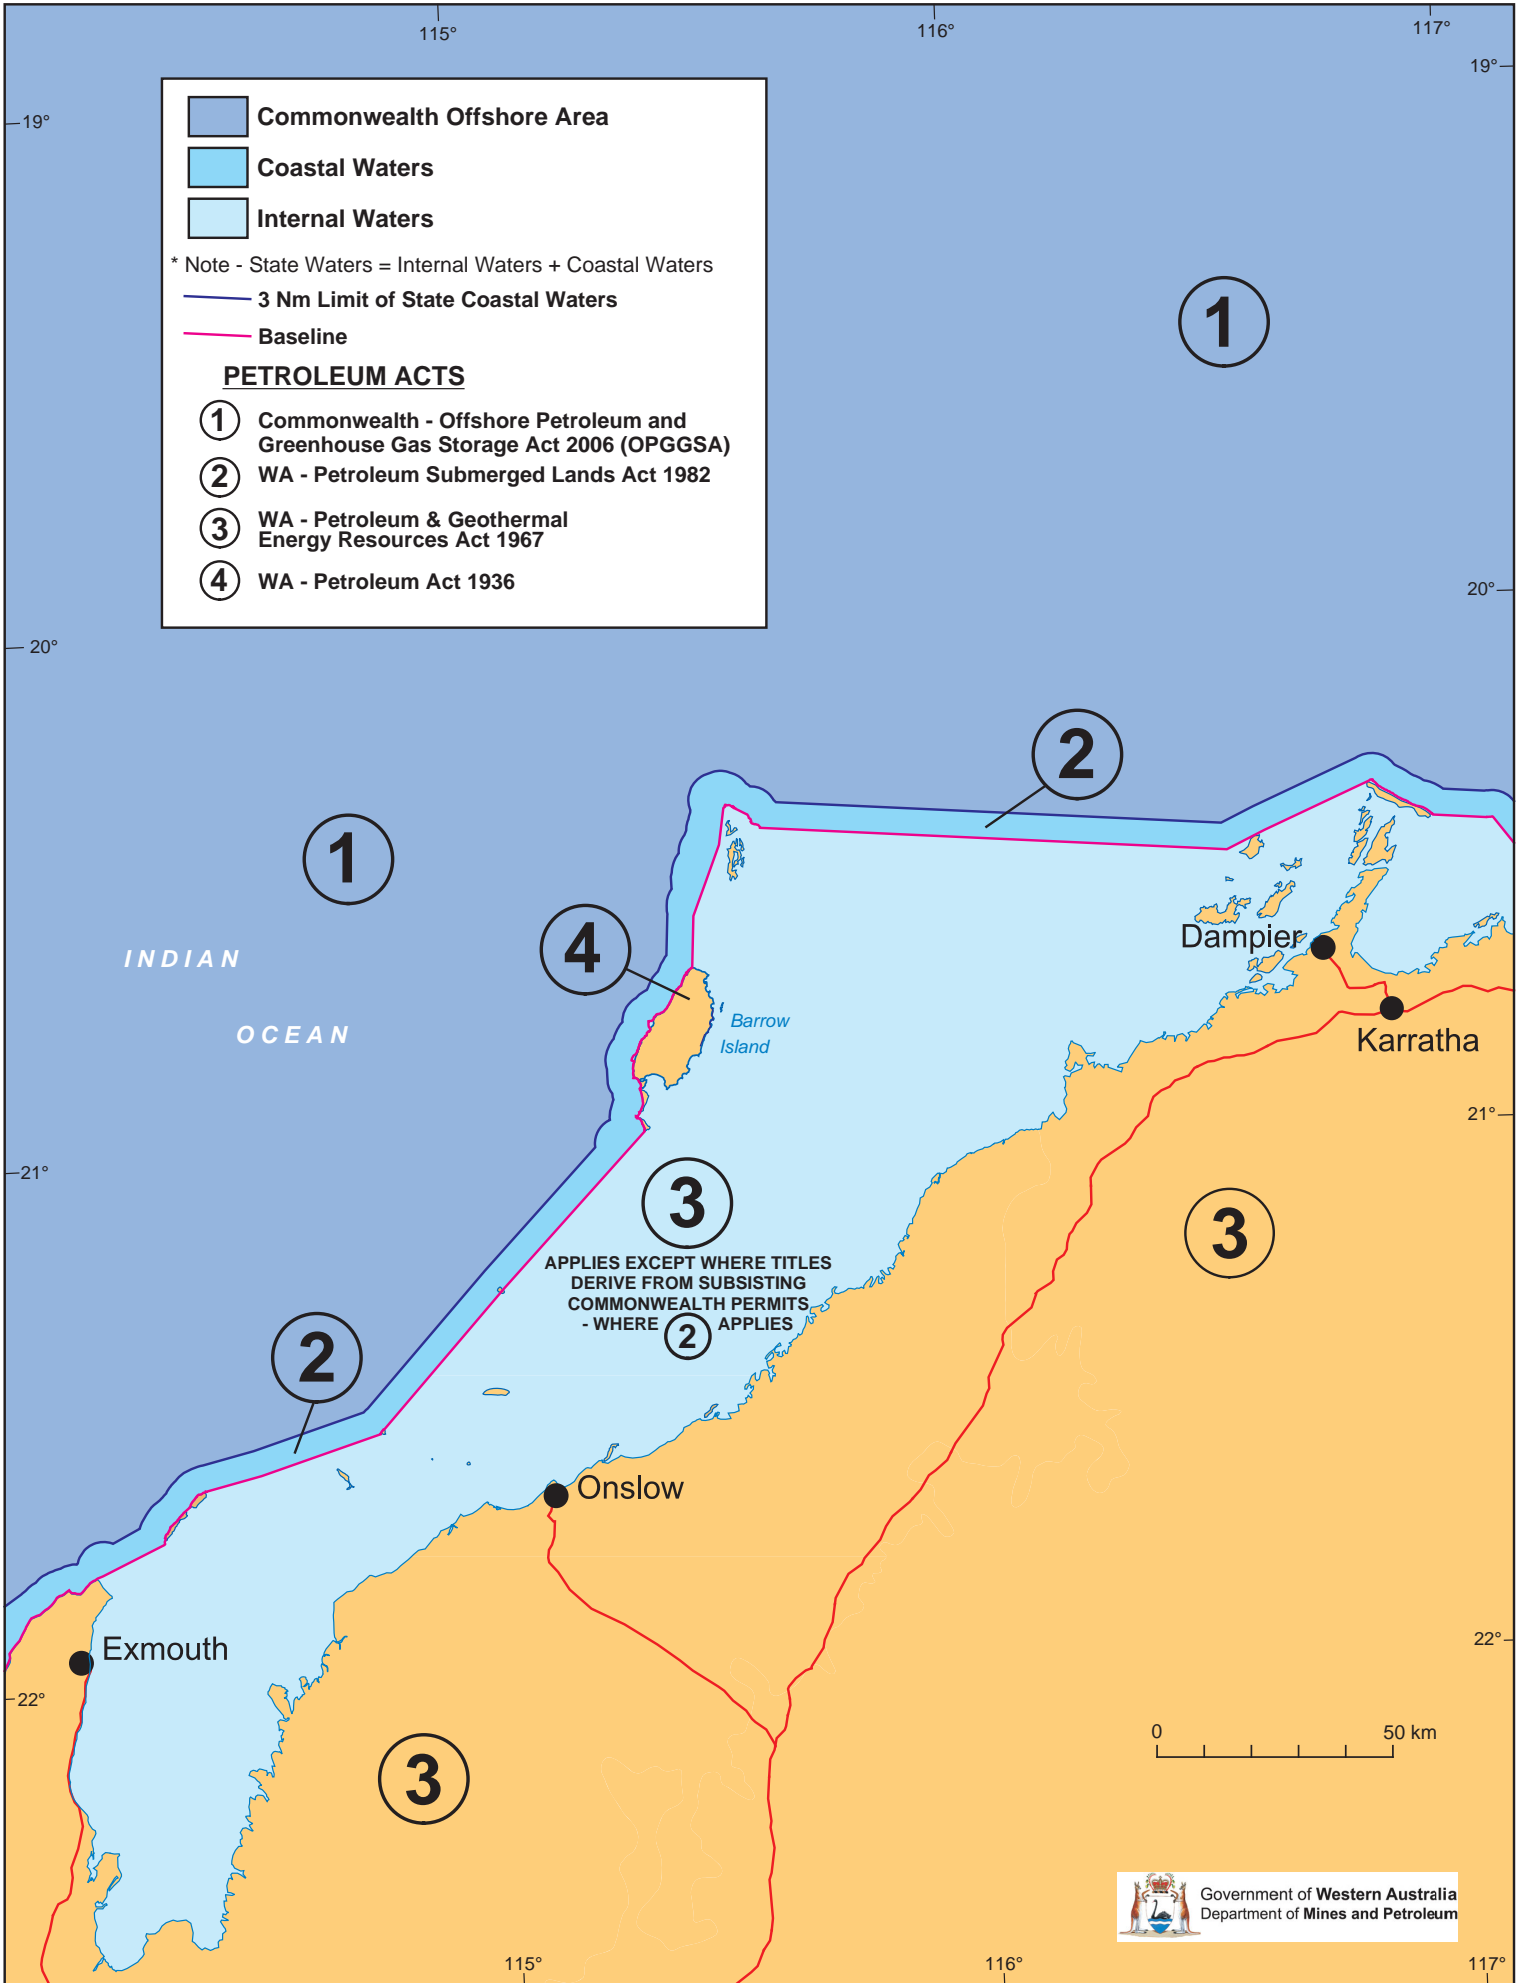 115°
116°
117°
19°
19°
Commonwealth Offshore Area
Coastal Waters
Internal Waters
* Note - State Waters = Internal Waters + Coastal Waters
3 Nm Limit of State Coastal Waters
Baseline
PETROLEUM ACTS
1 Commonwealth - Offshore Petroleum and
Greenhouse Gas Storage Act 2006 (OPGGSA)
2 WA - Petroleum Submerged Lands Act 1982
3 WA - Petroleum & Geothermal
Energy Resources Act 1967
4 WA - Petroleum Act 1936
1
20°
20°
2
1
4
INDIAN
OCEAN
Dampier
Karratha
Barrow
Island
21°
21°
3
APPLIES EXCEPT WHERE TITLES
DERIVE FROM SUBSISTING
COMMONWEALTH PERMITS
- WHERE 2 APPLIES
3
2
Onslow
Exmouth
22°
22°
3
0 50 km
Government of Western Australia
Department of Mines and Petroleum
115°
116°
117°